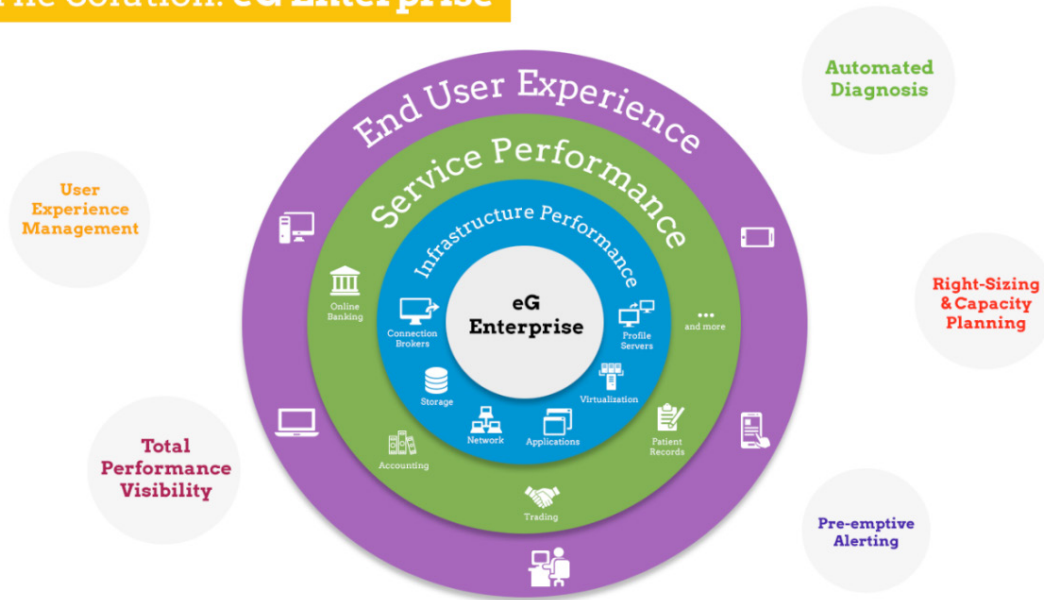 The Solution: eG Enterprise
End User Experience
Service Performance
Infrastructure Performance
eG
Enterprise
Automated
Diagnosis
User
Experience
Management
Right-Sizing
& Capacity
Planning
Total
Performance
Visibility
Pre-emptive
Alerting
Online
Banking
Connection
Brokers
Profile
Servers
...
and more
Storage
Virtualization
Network
Applications
Accounting
Patient
Records
Trading